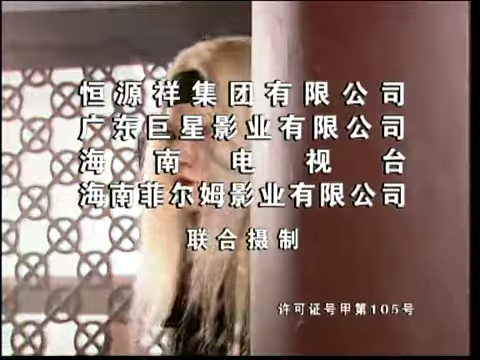 恒源祥集团有限公司
广东巨星影业有限公司
海南电视台
海南菲尔姆影业有限公司
联合摄制
许可证号甲第105号